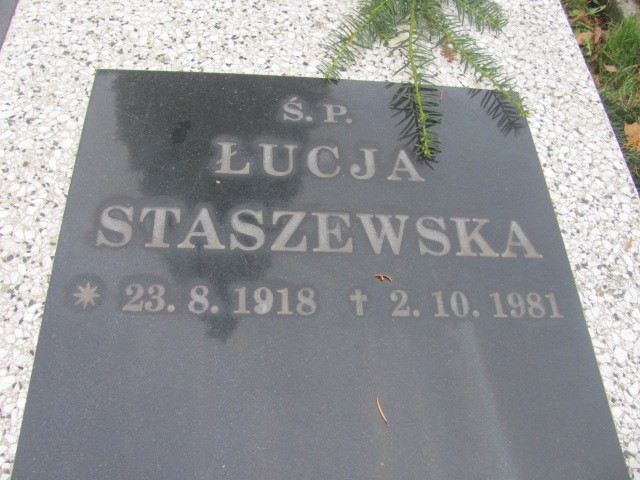 Ś. P.
ŁUCJA
STASZEWSKA
* 23. 8. 1918 † 2. 10. 1981